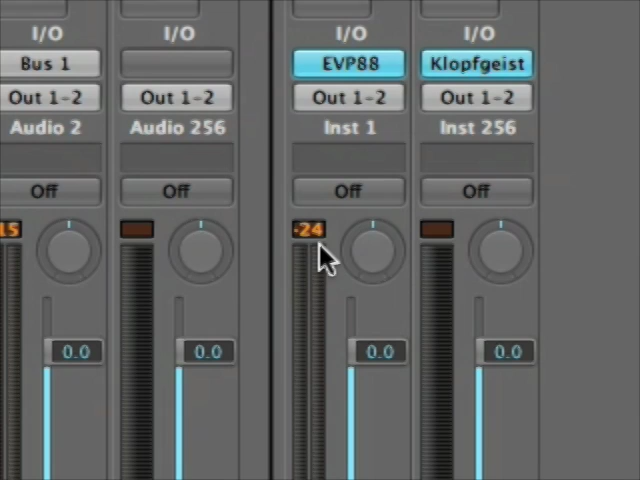 I/O I/O I/O I/O
Bus 1 EVP88 Klopfgeist
Out 1-2 Out 1-2 Out 1-2 Out 1-2
Audio 2 Audio 256 Inst 1 Inst 256
Off Off Off Off
15 -24
0.0 0.0 0.0 0.0